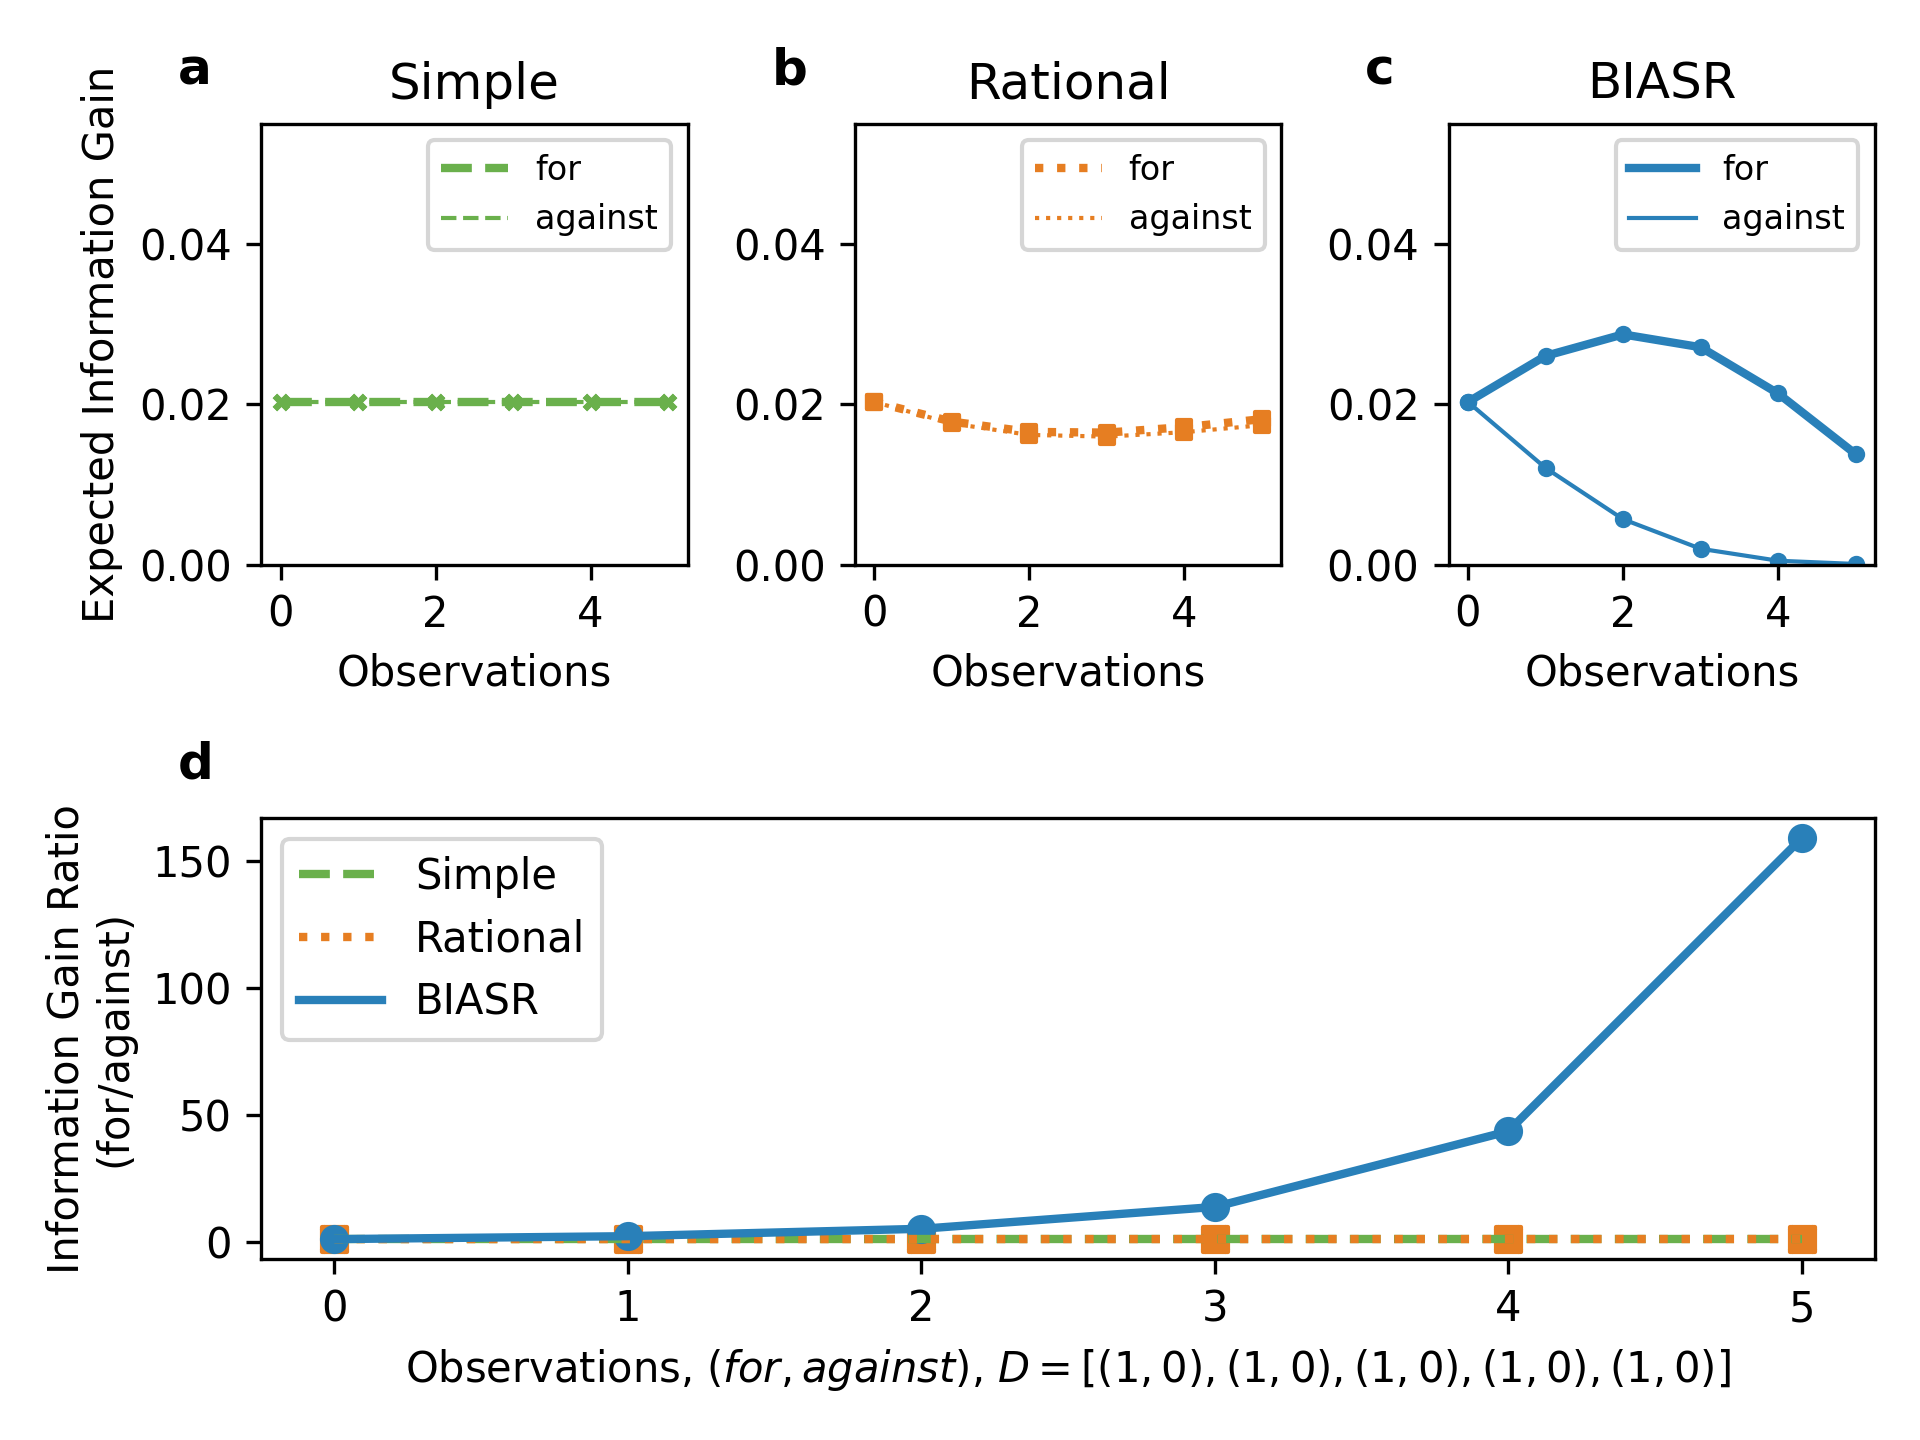 a
Simple
Expected Information Gain
0.04
0.02
0.00
for
against
0 2 4
Observations
b
Rational
0.04
0.02
0.00
for
against
0 2 4
Observations
c
BIASR
0.04
0.02
0.00
for
against
0 2 4
Observations
d
Information Gain Ratio
(for/against)
150
100
50
0
Simple
Rational
BIASR
0 1 2 3 4 5
Observations, (for, against), D = [(1, 0), (1, 0), (1, 0), (1, 0), (1, 0)]